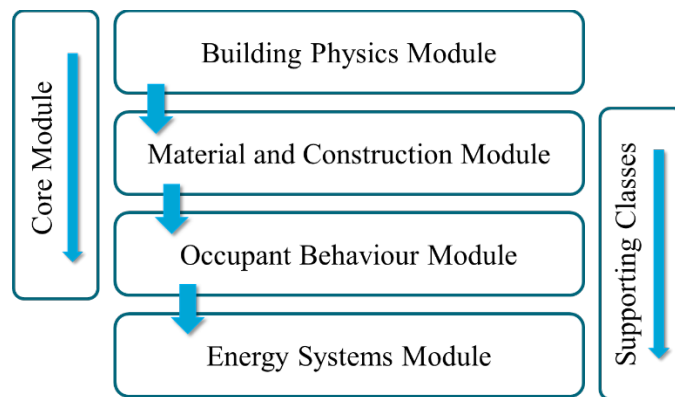 Core Module
Building Physics Module
Material and Construction Module
Occupant Behaviour Module
Energy Systems Module
Supporting Classes